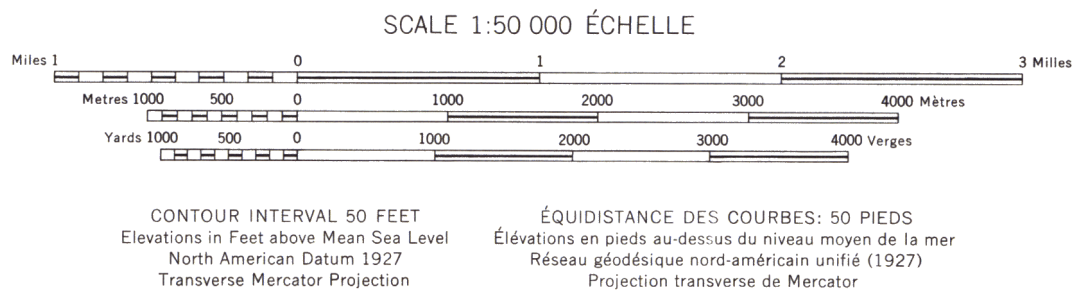 SCALE 1:50 000 ÉCHELLE
Miles 1 0 1 2 3 Milles
Metres 1000 500 0 1000 2000 3000 4000 Mètres
Yards 1000 500 0 1000 2000 3000 4000 Verges
CONTOUR INTERVAL 50 FEET
Elevations in Feet above Mean Sea Level
North American Datum 1927
Transverse Mercator Projection
ÉQUIDISTANCE DES COURBES: 50 PIEDS
Élévations en pieds au-dessus du niveau moyen de la mer
Réseau géodésique nord-américain unifié (1927)
Projection transverse de Mercator